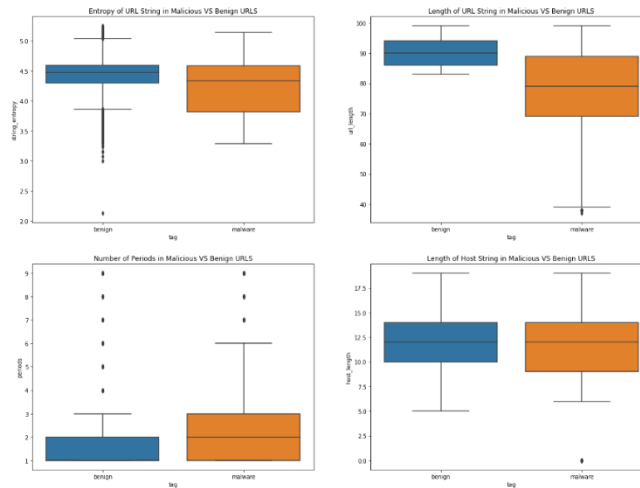 Entropy of URL String in Malicious VS Benign URLS
5.0
4.5
4.0
3.5
3.0
2.5
2.0
string_entropy
benign
malware
tag
Length of URL String in Malicious VS Benign URLS
100
90
80
70
60
50
40
url_length
benign
malware
tag
Number of Periods in Malicious VS Benign URLS
9
8
7
6
5
4
3
2
1
periods
benign
malware
tag
Length of Host String in Malicious VS Benign URLS
17.5
15.0
12.5
10.0
7.5
5.0
2.5
0.0
host_length
benign
malware
tag